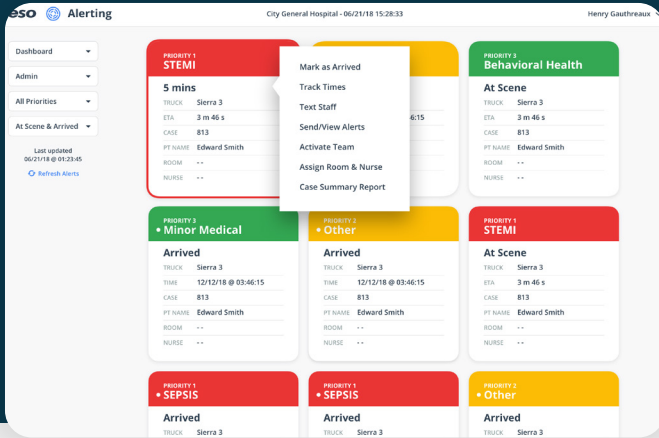 eso Alerting
City General Hospital - 06/21/18 15:28:33
Henry Gauthreaux
Dashboard
Admin
All Priorities
At Scene & Arrived
Last updated
06/21/18 @ 01:23:45
Refresh Alerts
PRIORITY 1
STEMI
5 mins
TRUCK Sierra 3
ETA 3 m 46 s
CASE 813
PT NAME Edward Smith
ROOM - -
NURSE - -
Mark as Arrived
Track Times
Text Staff
Send/View Alerts
Activate Team
Assign Room & Nurse
Case Summary Report
6:15
PRIORITY 3
Behavioral Health
At Scene
TRUCK Sierra 3
ETA 3 m 46 s
CASE 813
PT NAME Edward Smith
ROOM - -
NURSE - -
PRIORITY 3
• Minor Medical
Arrived
TRUCK Sierra 3
TIME 12/12/18 @ 03:46:15
CASE 813
PT NAME Edward Smith
ROOM - -
NURSE - -
PRIORITY 2
• Other
Arrived
TRUCK Sierra 3
TIME 12/12/18 @ 03:46:15
CASE 813
PT NAME Edward Smith
ROOM - -
NURSE - -
PRIORITY 1
STEMI
At Scene
TRUCK Sierra 3
ETA 3 m 46 s
CASE 813
PT NAME Edward Smith
ROOM - -
NURSE - -
PRIORITY 1
• SEPSIS
Arrived
TRUCK Sierra 3
PRIORITY 1
• SEPSIS
Arrived
TRUCK Sierra 3
PRIORITY 2
• Other
Arrived
TRUCK Sierra 3